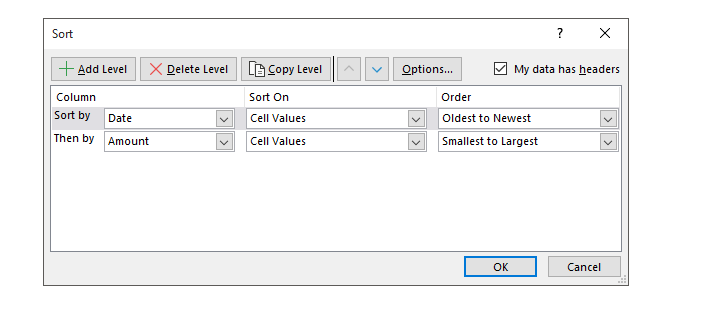 Sort ?
Add Level Delete Level Copy Level Options... My data has headers
Column Sort On Order
Sort by Date Cell Values Oldest to Newest
Then by Amount Cell Values Smallest to Largest
OK Cancel